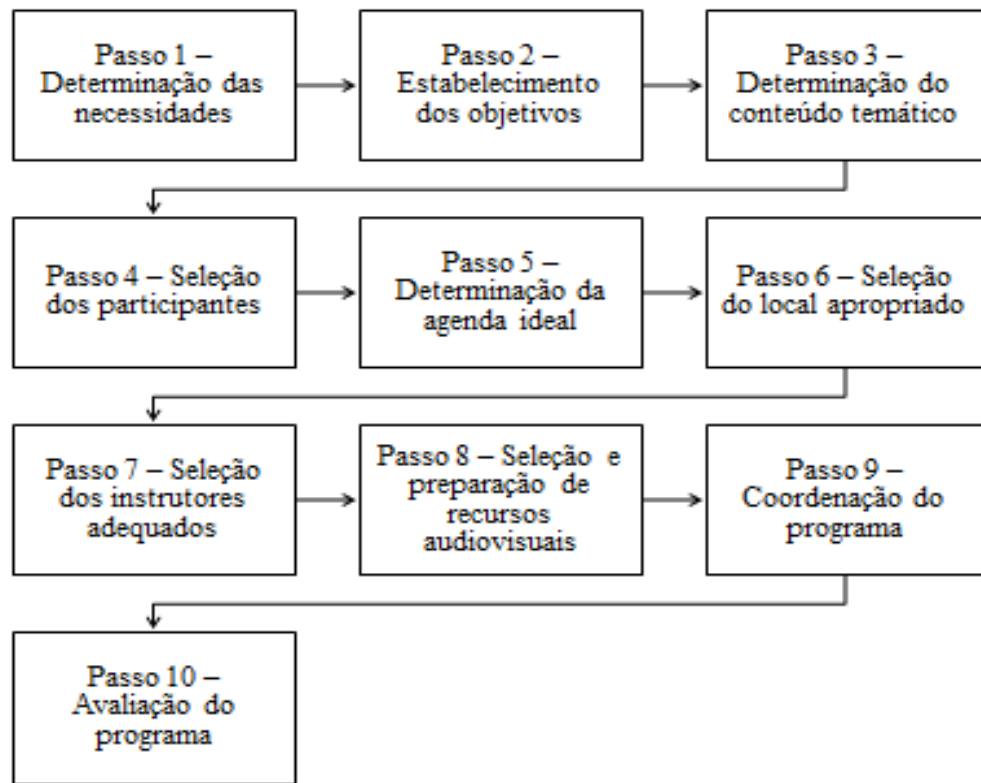 Passo 1 –
Determinação das
necessidades
Passo 2 –
Estabelecimento
dos objetivos
Passo 3 –
Determinação do
conteúdo temático
Passo 4 – Seleção
dos participantes
Passo 5 –
Determinação da
agenda ideal
Passo 6 – Seleção
do local apropriado
Passo 7 – Seleção
dos instrutores
adequados
Passo 8 – Seleção e
preparação de
recursos
audiovisuais
Passo 9 –
Coordenação do
programa
Passo 10 –
Avaliação do
programa